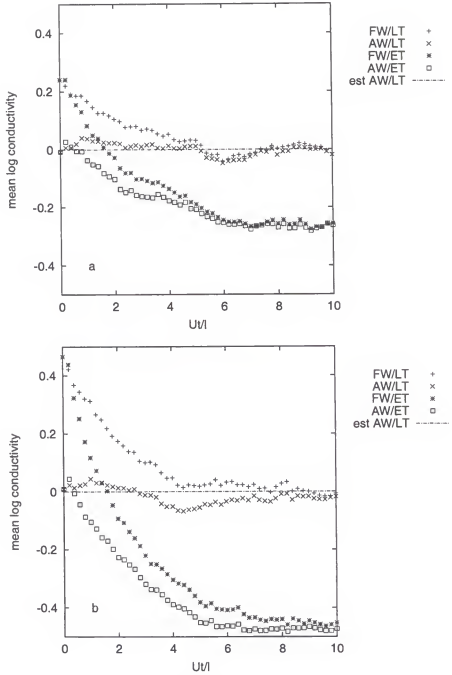 0.4
0.2
0
-0.2
-0.4
mean log conductivity
a
0 2 4 6 8 10
Ut/l
FW/LT +
AW/LT ×
FW/ET ✱
AW/ET □
est AW/LT -·-·-·-
0.4
0.2
0
-0.2
-0.4
mean log conductivity
b
0 2 4 6 8 10
Ut/l
FW/LT +
AW/LT ×
FW/ET ✱
AW/ET □
est AW/LT -·-·-·-